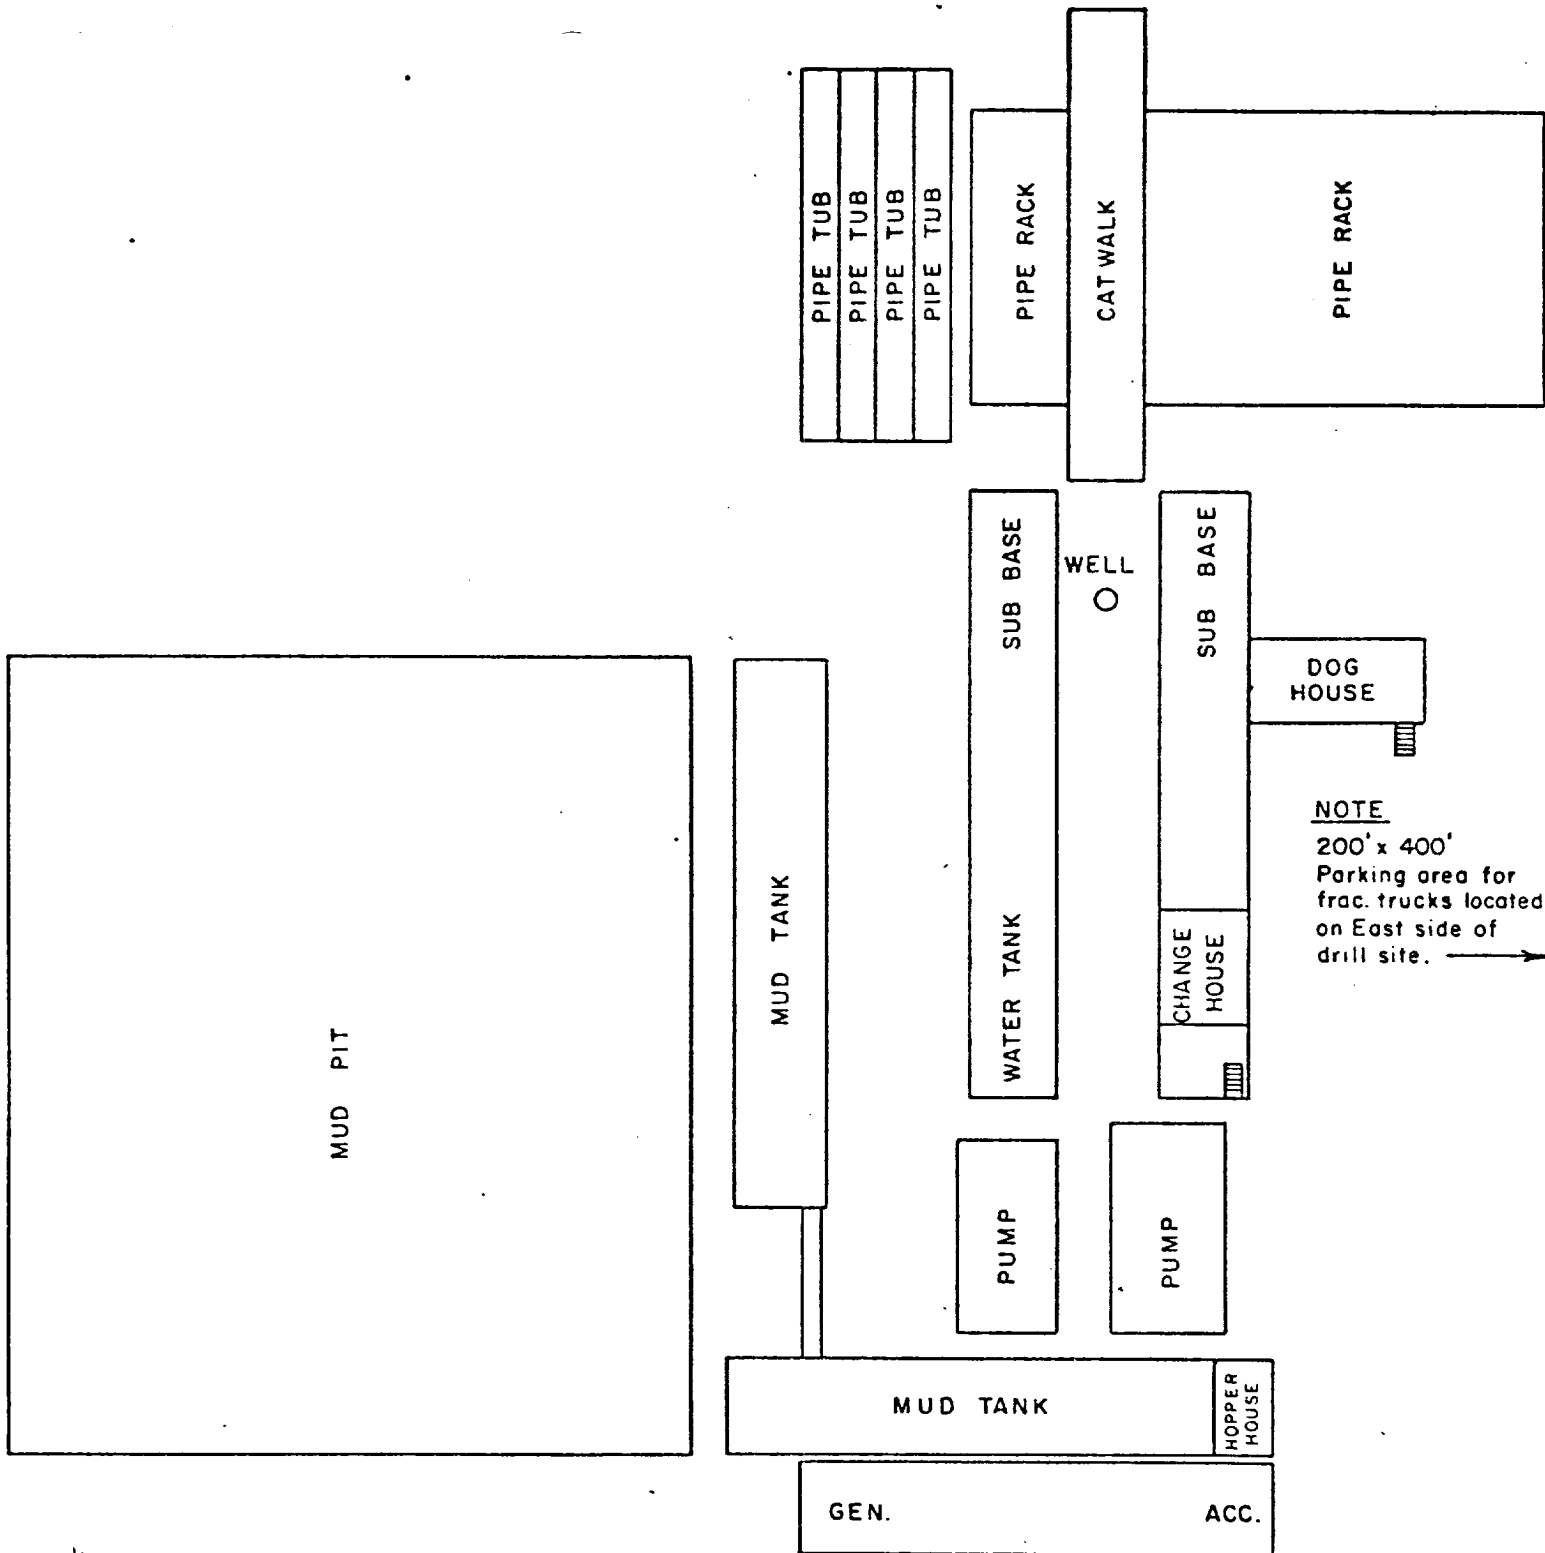 PIPE TUB
PIPE TUB
PIPE TUB
PIPE TUB
PIPE RACK
CATWALK
PIPE RACK
SUB BASE
WELL
SUB BASE
DOG
HOUSE
NOTE
200' x 400'
Parking area for
frac. trucks located
on East side of
drill site.
MUD PIT
MUD TANK
WATER TANK
CHANGE
HOUSE
PUMP
PUMP
MUD TANK
HOPPER
HOUSE
GEN.
ACC.